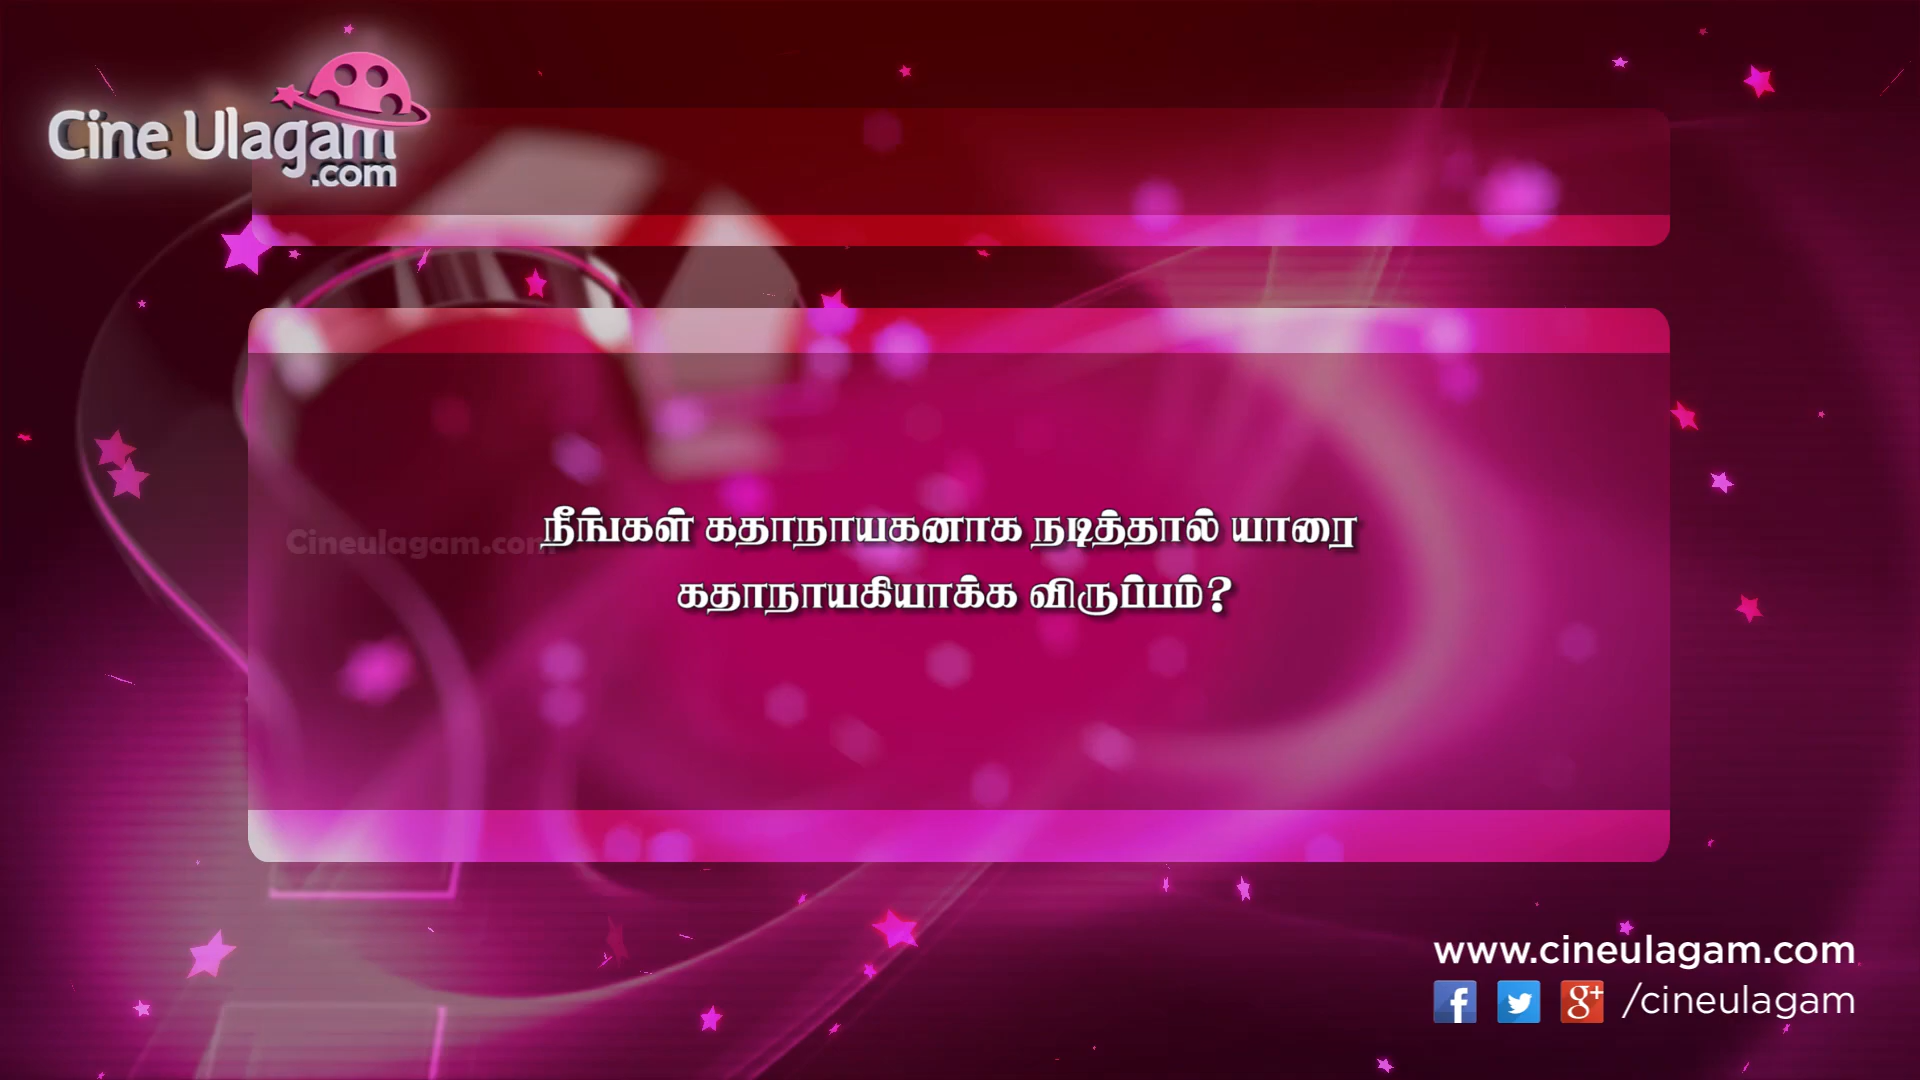 Cine Ulagam
.com
Cineulagam.com
நீங்கள் கதாநாயகனாக நடித்தால் யாரை
கதாநாயகியாக்க விருப்பம்?
www.cineulagam.com
/cineulagam